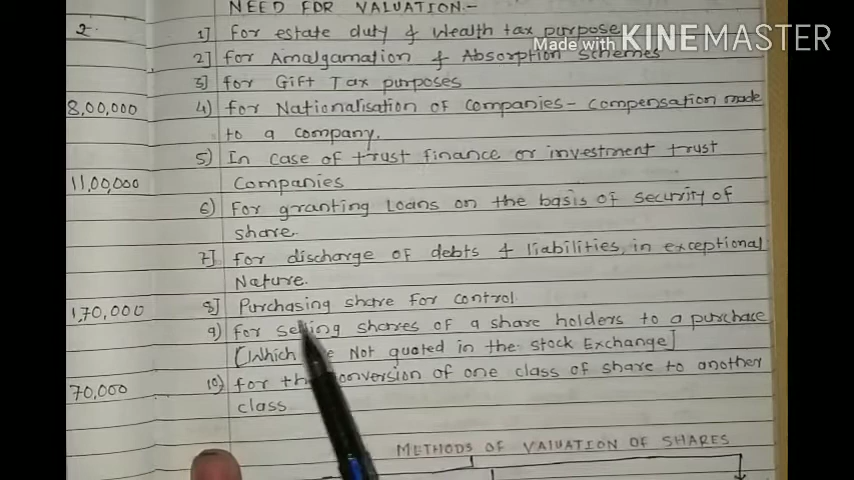 NEED FOR VALUATION:-
2.
1] For estate duty & Wealth tax purpose
Made with KINEMASTER
2] for Amalgamation & Absorption schemes
3] for Gift Tax purposes
8,00,000
4) for Nationalisation of companies - compensation made
to a company.
5) In case of trust finance or investment trust
11,00,000
Companies
6) For granting Loans on the basis of security of
share.
7] for discharge of debts & liabilities, in exceptional
Nature.
1,70,000
8] Purchasing share for control
9) for selling shares of a share holders to a purchase
[Which Not quoted in the stock Exchange]
70,000
10) for the conversion of one class of share to another
class
METHODS OF VALUATION OF SHARES